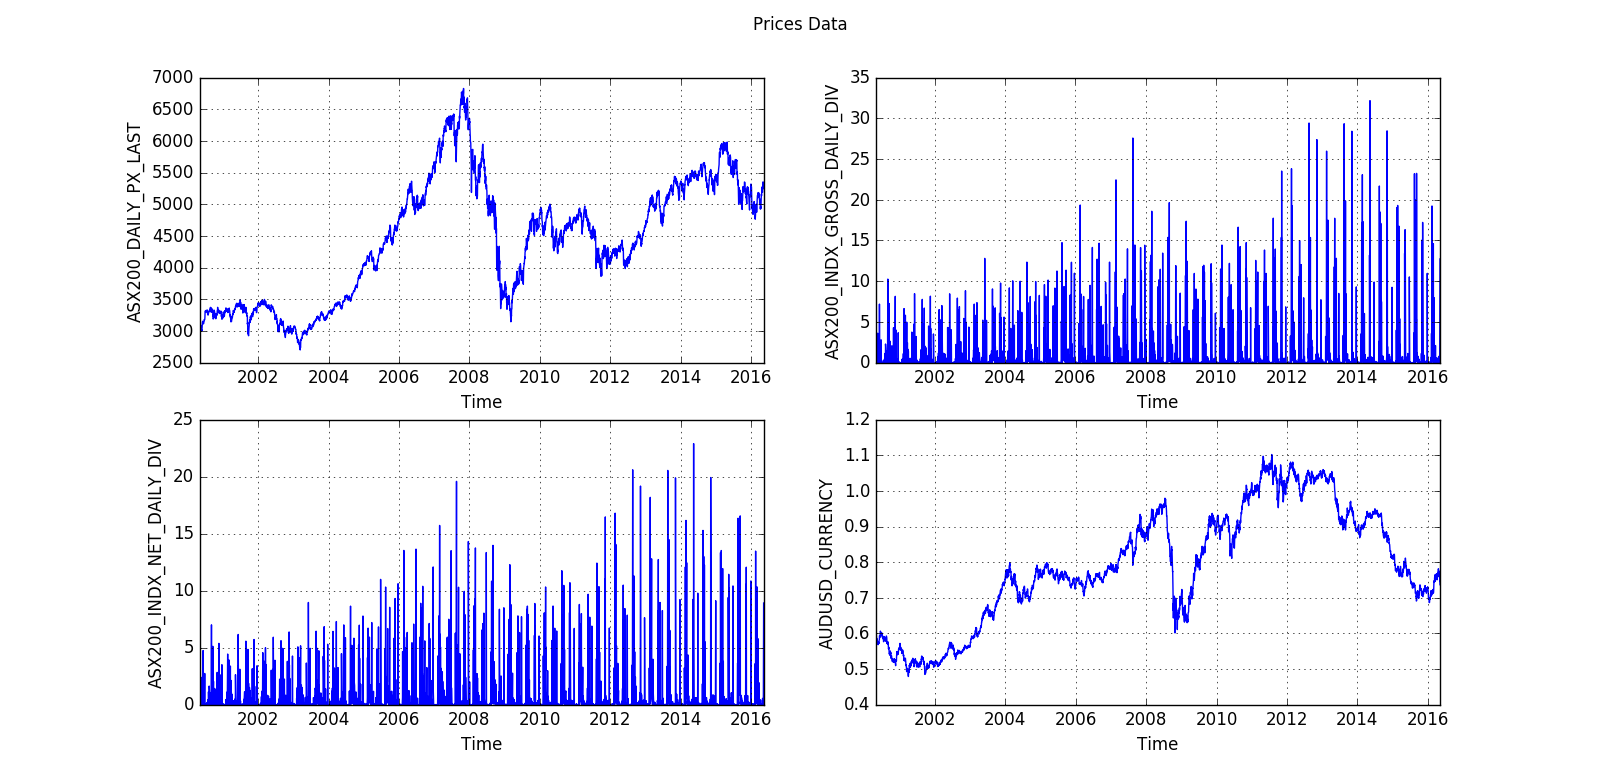 Prices Data
ASX200_DAILY_PX_LAST
7000
6500
6000
5500
5000
4500
4000
3500
3000
2500
2002 2004 2006 2008 2010 2012 2014 2016
Time
ASX200_INDX_GROSS_DAILY_DIV
35
30
25
20
15
10
5
0
2002 2004 2006 2008 2010 2012 2014 2016
Time
ASX200_INDX_NET_DAILY_DIV
25
20
15
10
5
0
2002 2004 2006 2008 2010 2012 2014 2016
Time
AUDUSD_CURRENCY
1.2
1.1
1.0
0.9
0.8
0.7
0.6
0.5
0.4
2002 2004 2006 2008 2010 2012 2014 2016
Time